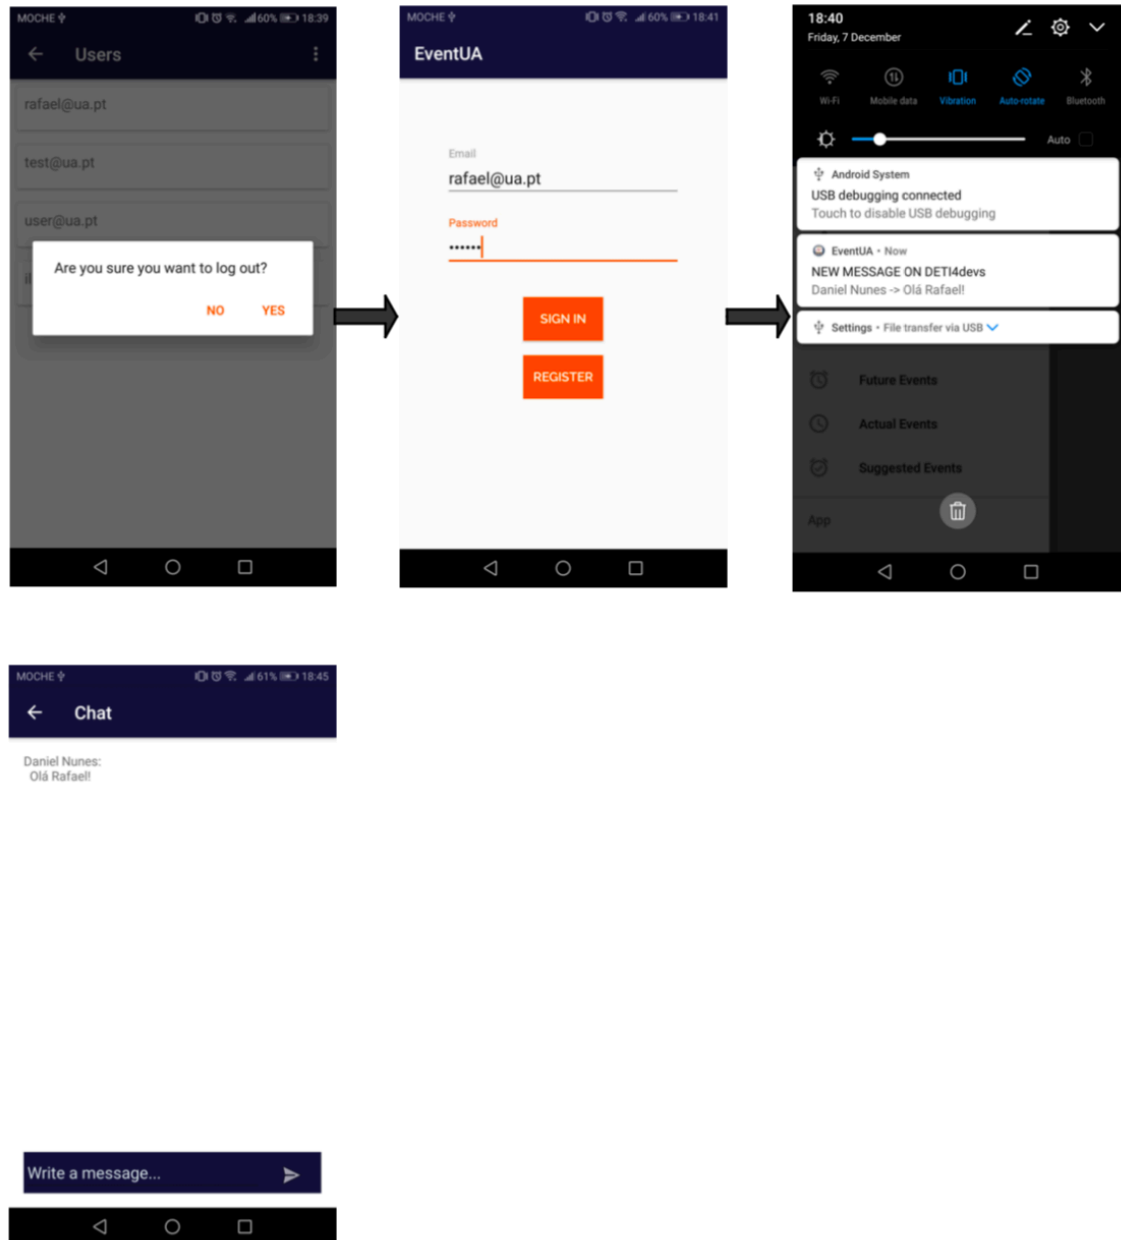 MOCHE 60% 18:39
Users
rafael@ua.pt
test@ua.pt
user@ua.pt
Are you sure you want to log out?
NO YES
MOCHE 60% 18:41
EventUA
Email
rafael@ua.pt
Password
••••••
SIGN IN
REGISTER
18:40
Friday, 7 December
Wi-Fi Mobile data Vibration Auto-rotate Bluetooth
Auto
Android System
USB debugging connected
Touch to disable USB debugging
EventUA • Now
NEW MESSAGE ON DETI4devs
Daniel Nunes -> Olá Rafael!
Settings • File transfer via USB
Future Events
Actual Events
Suggested Events
App
MOCHE 61% 18:45
Chat
Daniel Nunes:
Olá Rafael!
Write a message...